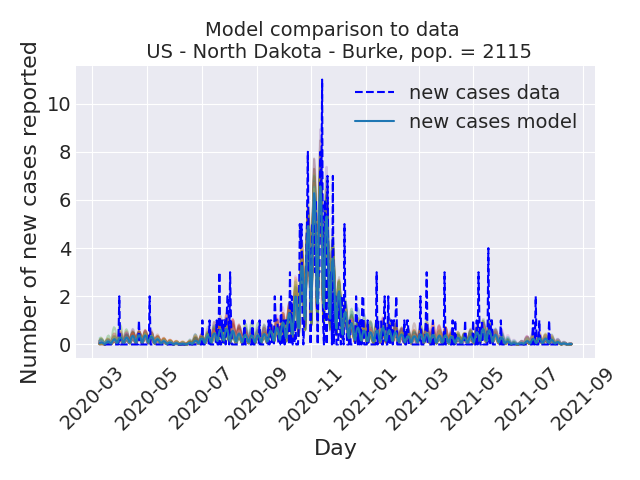 Model comparison to data
US - North Dakota - Burke, pop. = 2115
new cases data
new cases model
Number of new cases reported
10
8
6
4
2
0
2020-03
2020-05
2020-07
2020-09
2020-11
2021-01
2021-03
2021-05
2021-07
2021-09
Day